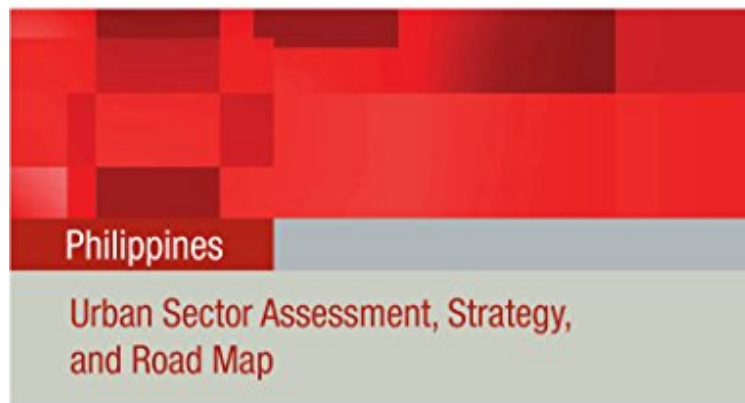 Philippines
Urban Sector Assessment, Strategy,
and Road Map